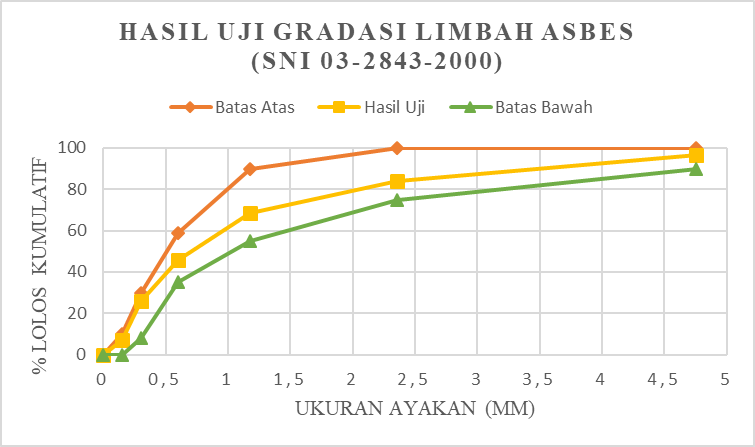 HASIL UJI GRADASI LIMBAH ASBES
(SNI 03-2843-2000)
Batas Atas
Hasil Uji
Batas Bawah
% LOLOS KUMULATIF
100
80
60
40
20
0
0
0,5
1
1,5
2
2,5
3
3,5
4
4,5
5
UKURAN AYAKAN (MM)